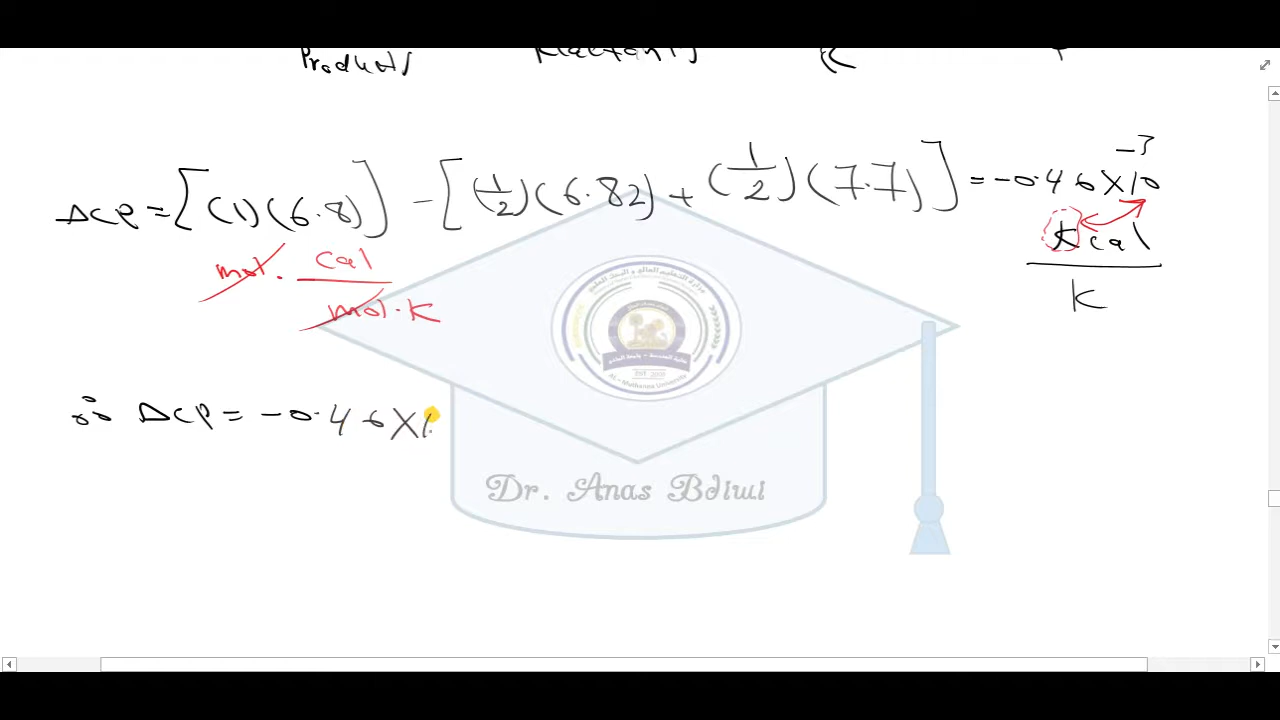 Products Reactants
ΔCP = [(1)(6.8)] - [(1/2)(6.82) + (1/2)(7.7)] = -0.46×10⁻³
mol. cal/mol.K
kcal/K
∴ ΔCP = -0.46×1
Dr. Anas Bdiwi